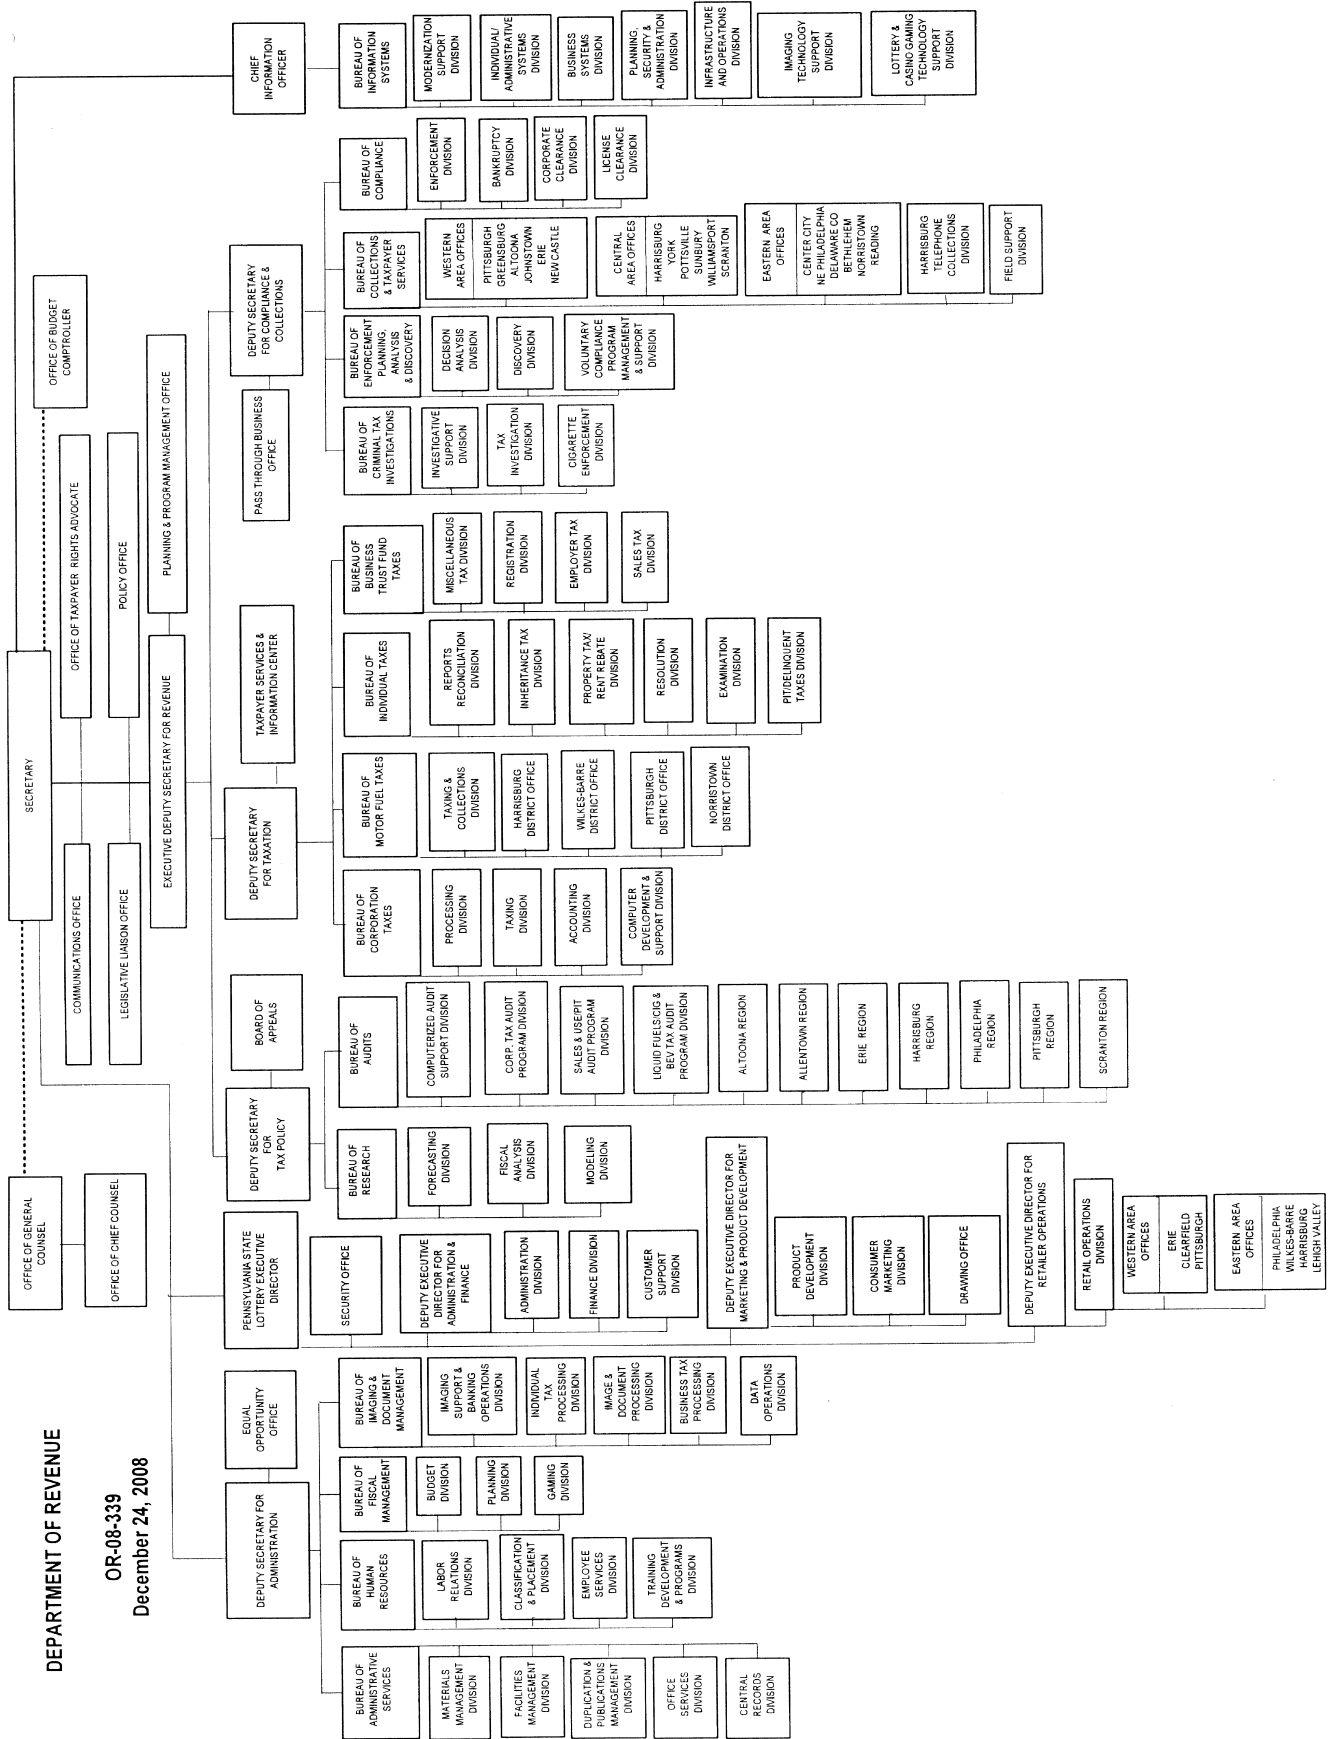 DEPARTMENT OF REVENUE
OR-08-339
December 24, 2008
OFFICE OF GENERAL
COUNSEL
OFFICE OF CHIEF COUNSEL
SECRETARY
OFFICE OF BUDGET
COMPTROLLER
COMMUNICATIONS OFFICE
OFFICE OF TAXPAYER RIGHTS ADVOCATE
LEGISLATIVE LIAISON OFFICE
POLICY OFFICE
EXECUTIVE DEPUTY SECRETARY FOR REVENUE
PLANNING & PROGRAM MANAGEMENT OFFICE
DEPUTY SECRETARY FOR
ADMINISTRATION
EQUAL
OPPORTUNITY
OFFICE
BUREAU OF
ADMINISTRATIVE
SERVICES
MATERIALS
MANAGEMENT
DIVISION
FACILITIES
MANAGEMENT
DIVISION
DUPLICATION &
PUBLICATIONS
MANAGEMENT
DIVISION
OFFICE
SERVICES
DIVISION
CENTRAL
RECORDS
DIVISION
BUREAU OF
HUMAN
RESOURCES
LABOR
RELATIONS
DIVISION
CLASSIFICATION
& PLACEMENT
DIVISION
EMPLOYEE
SERVICES
DIVISION
TRAINING
DEVELOPMENT
& PROGRAMS
DIVISION
BUREAU OF
FISCAL
MANAGEMENT
BUDGET
DIVISION
PLANNING
DIVISION
GAMING
DIVISION
BUREAU OF
IMAGING &
DOCUMENT
MANAGEMENT
IMAGING
SUPPORT &
BANKING
OPERATIONS
DIVISION
INDIVIDUAL
TAX
PROCESSING
DIVISION
IMAGE &
DOCUMENT
PROCESSING
DIVISION
BUSINESS TAX
PROCESSING
DIVISION
DATA
OPERATIONS
DIVISION
PENNSYLVANIA STATE
LOTTERY EXECUTIVE
DIRECTOR
SECURITY OFFICE
DEPUTY EXECUTIVE
DIRECTOR FOR
ADMINISTRATION &
FINANCE
ADMINISTRATION
DIVISION
FINANCE DIVISION
CUSTOMER
SUPPORT
DIVISION
DEPUTY EXECUTIVE DIRECTOR FOR
MARKETING & PRODUCT DEVELOPMENT
PRODUCT
DEVELOPMENT
DIVISION
CONSUMER
MARKETING
DIVISION
DRAWING OFFICE
DEPUTY EXECUTIVE DIRECTOR FOR
RETAILER OPERATIONS
RETAIL OPERATIONS
DIVISION
WESTERN AREA
OFFICES
ERIE
CLEARFIELD
PITTSBURGH
EASTERN AREA
OFFICES
PHILADELPHIA
WILKES-BARRE
HARRISBURG
LEHIGH VALLEY
DEPUTY SECRETARY
FOR
TAX POLICY
BOARD OF
APPEALS
BUREAU OF
RESEARCH
FORECASTING
DIVISION
FISCAL
ANALYSIS
DIVISION
MODELING
DIVISION
BUREAU OF
AUDITS
COMPUTERIZED AUDIT
SUPPORT DIVISION
CORP. TAX AUDIT
PROGRAM DIVISION
SALES & USE/PIT
AUDIT PROGRAM
DIVISION
LIQUID FUELS/CIG &
BEV TAX AUDIT
PROGRAM DIVISION
ALTOONA REGION
ALLENTOWN REGION
ERIE REGION
HARRISBURG
REGION
PHILADELPHIA
REGION
PITTSBURGH
REGION
SCRANTON REGION
DEPUTY SECRETARY
FOR TAXATION
TAXPAYER SERVICES &
INFORMATION CENTER
BUREAU OF
CORPORATION
TAXES
PROCESSING
DIVISION
TAXING
DIVISION
ACCOUNTING
DIVISION
COMPUTER
DEVELOPMENT &
SUPPORT DIVISION
BUREAU OF
MOTOR FUEL TAXES
TAXING &
COLLECTIONS
DIVISION
HARRISBURG
DISTRICT OFFICE
WILKES-BARRE
DISTRICT OFFICE
PITTSBURGH
DISTRICT OFFICE
NORRISTOWN
DISTRICT OFFICE
BUREAU OF
INDIVIDUAL TAXES
REPORTS
RECONCILIATION
DIVISION
INHERITANCE TAX
DIVISION
PROPERTY TAX/
RENT REBATE
DIVISION
RESOLUTION
DIVISION
EXAMINATION
DIVISION
PIT/DELINQUENT
TAXES DIVISION
BUREAU OF
BUSINESS
TRUST FUND
TAXES
MISCELLANEOUS
TAX DIVISION
REGISTRATION
DIVISION
EMPLOYER TAX
DIVISION
SALES TAX
DIVISION
PASS THROUGH BUSINESS
OFFICE
DEPUTY SECRETARY
FOR COMPLIANCE &
COLLECTIONS
BUREAU OF
CRIMINAL TAX
INVESTIGATIONS
INVESTIGATIVE
SUPPORT
DIVISION
TAX
INVESTIGATION
DIVISION
CIGARETTE
ENFORCEMENT
DIVISION
BUREAU OF
ENFORCEMENT
PLANNING,
ANALYSIS
& DISCOVERY
DECISION
ANALYSIS
DIVISION
DISCOVERY
DIVISION
VOLUNTARY
COMPLIANCE
PROGRAM
MANAGEMENT
& SUPPORT
DIVISION
BUREAU OF
COLLECTIONS
& TAXPAYER
SERVICES
WESTERN
AREA OFFICES
PITTSBURGH
GREENSBURG
ALTOONA
JOHNSTOWN
ERIE
NEW CASTLE
CENTRAL
AREA OFFICES
HARRISBURG
YORK
POTTSVILLE
SUNBURY
WILLIAMSPORT
SCRANTON
EASTERN AREA
OFFICES
CENTER CITY
NE PHILADELPHIA
DELAWARE CO
BETHLEHEM
NORRISTOWN
READING
HARRISBURG
TELEPHONE
COLLECTIONS
DIVISION
FIELD SUPPORT
DIVISION
BUREAU OF
COMPLIANCE
ENFORCEMENT
DIVISION
BANKRUPTCY
DIVISION
CORPORATE
CLEARANCE
DIVISION
LICENSE
CLEARANCE
DIVISION
CHIEF
INFORMATION
OFFICER
BUREAU OF
INFORMATION
SYSTEMS
MODERNIZATION
SUPPORT
DIVISION
INDIVIDUAL/
ADMINISTRATIVE
SYSTEMS
DIVISION
BUSINESS
SYSTEMS
DIVISION
PLANNING,
SECURITY &
ADMINISTRATION
DIVISION
INFRASTRUCTURE
AND OPERATIONS
DIVISION
IMAGING
TECHNOLOGY
SUPPORT
DIVISION
LOTTERY &
CASINO GAMING
TECHNOLOGY
SUPPORT
DIVISION